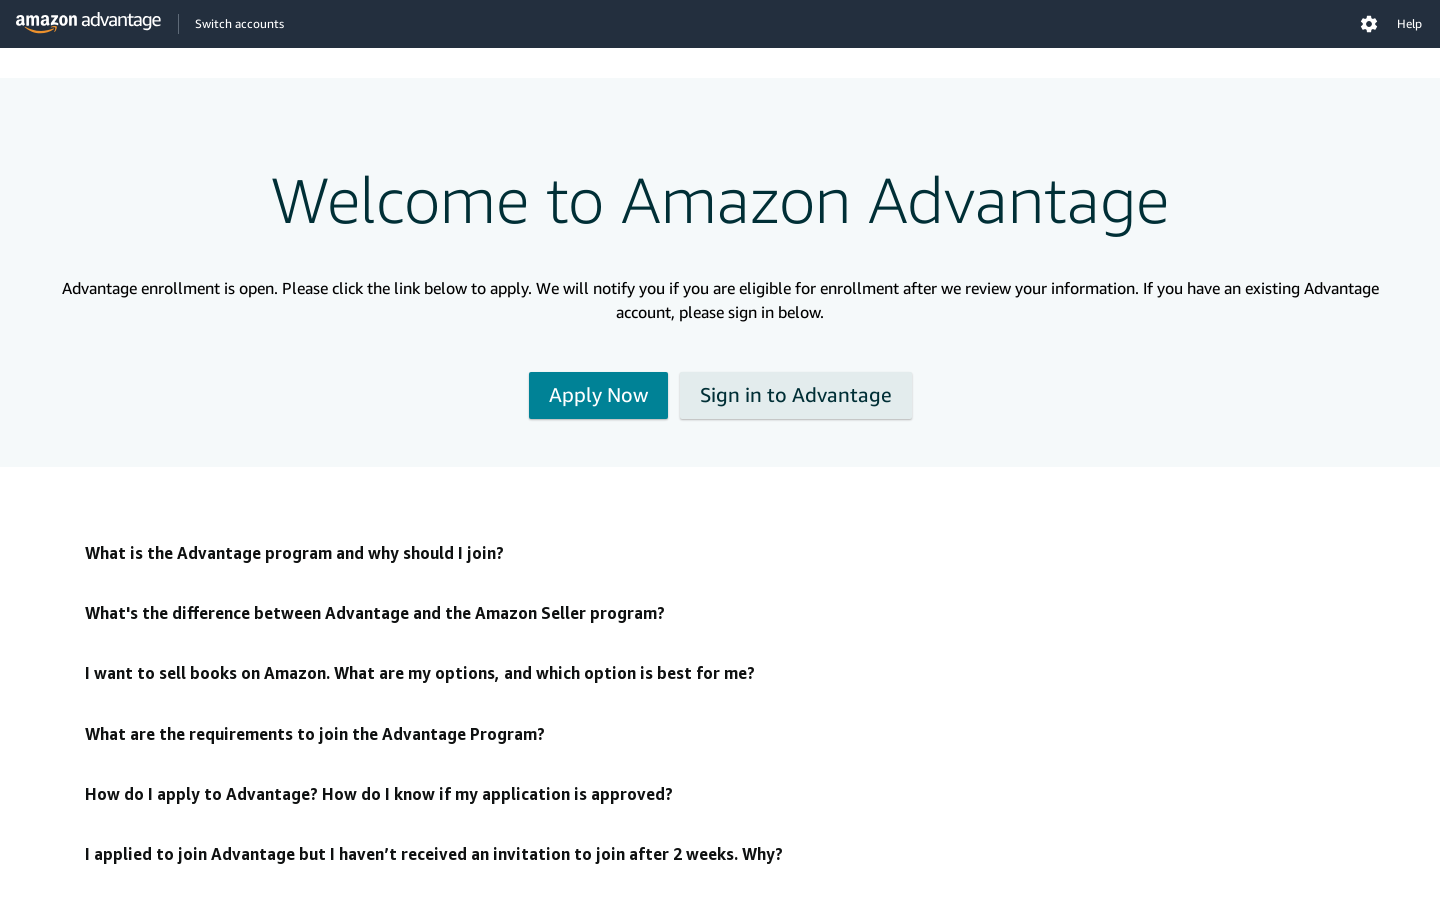 amazon advantage
Switch accounts
Help
Welcome to Amazon Advantage
Advantage enrollment is open. Please click the link below to apply. We will notify you if you are eligible for enrollment after we review your information. If you have an existing Advantage
account, please sign in below.
Apply Now
Sign in to Advantage
What is the Advantage program and why should I join?
What's the difference between Advantage and the Amazon Seller program?
I want to sell books on Amazon. What are my options, and which option is best for me?
What are the requirements to join the Advantage Program?
How do I apply to Advantage? How do I know if my application is approved?
I applied to join Advantage but I haven’t received an invitation to join after 2 weeks. Why?